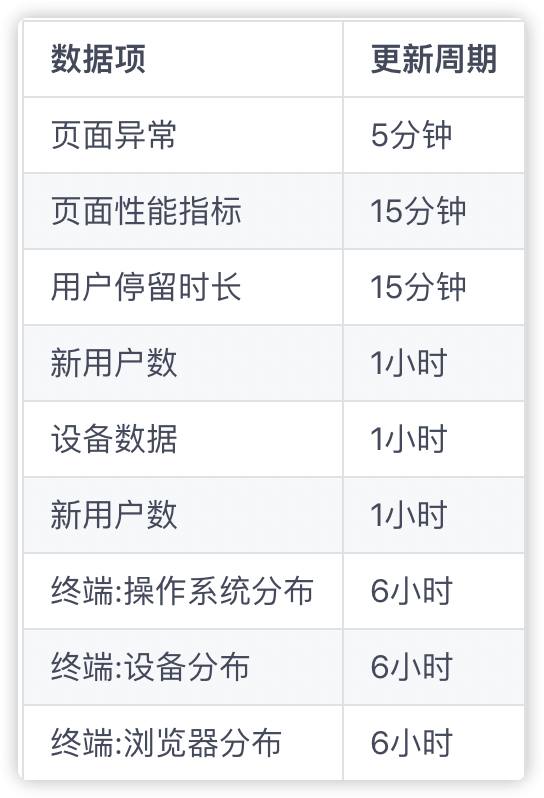 数据项 更新周期
页面异常 5分钟
页面性能指标 15分钟
用户停留时长 15分钟
新用户数 1小时
设备数据 1小时
新用户数 1小时
终端:操作系统分布 6小时
终端:设备分布 6小时
终端:浏览器分布 6小时